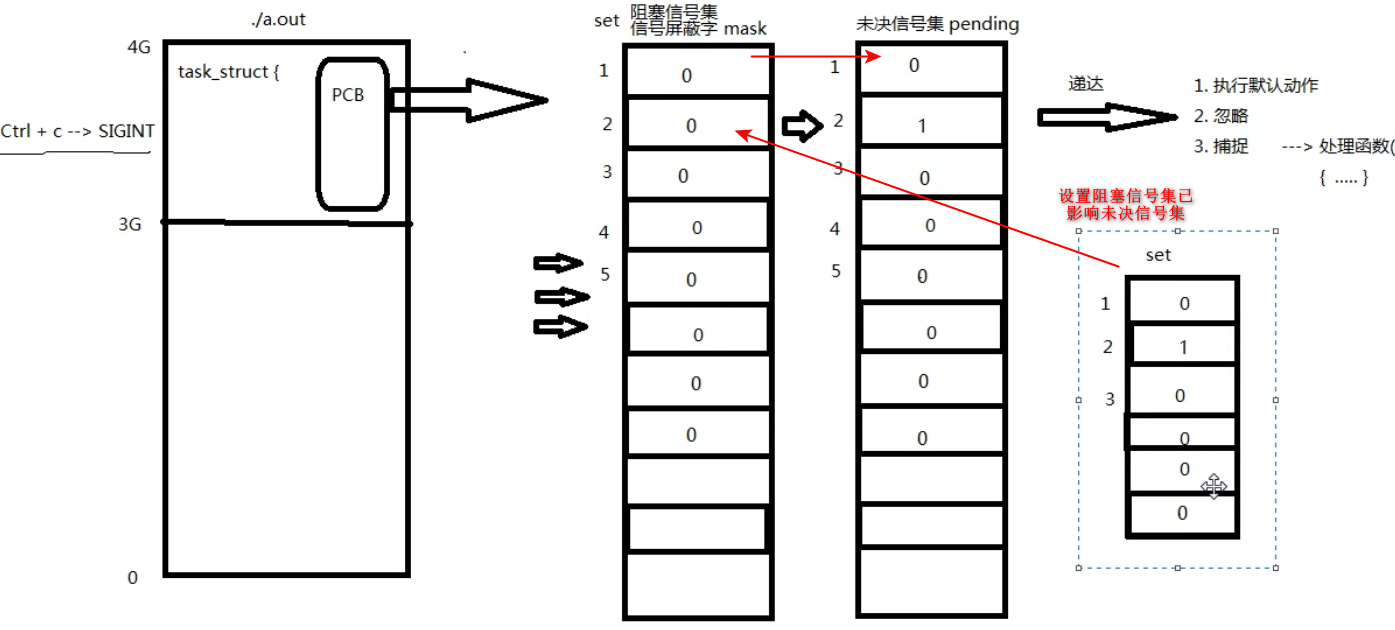 ./a.out
4G
task_struct {
PCB
Ctrl + c --> SIGINT
3G
0
set
阻塞信号集
信号屏蔽字 mask
1
0
2
0
3
0
4
0
5
0
0
0
0
未决信号集 pending
1
0
2
1
3
0
4
0
5
0
0
0
0
递达
1. 执行默认动作
2. 忽略
3. 捕捉 ---> 处理函数(
{ ..... }
设置阻塞信号集已
影响未决信号集
set
1
0
2
1
3
0
0
0
0